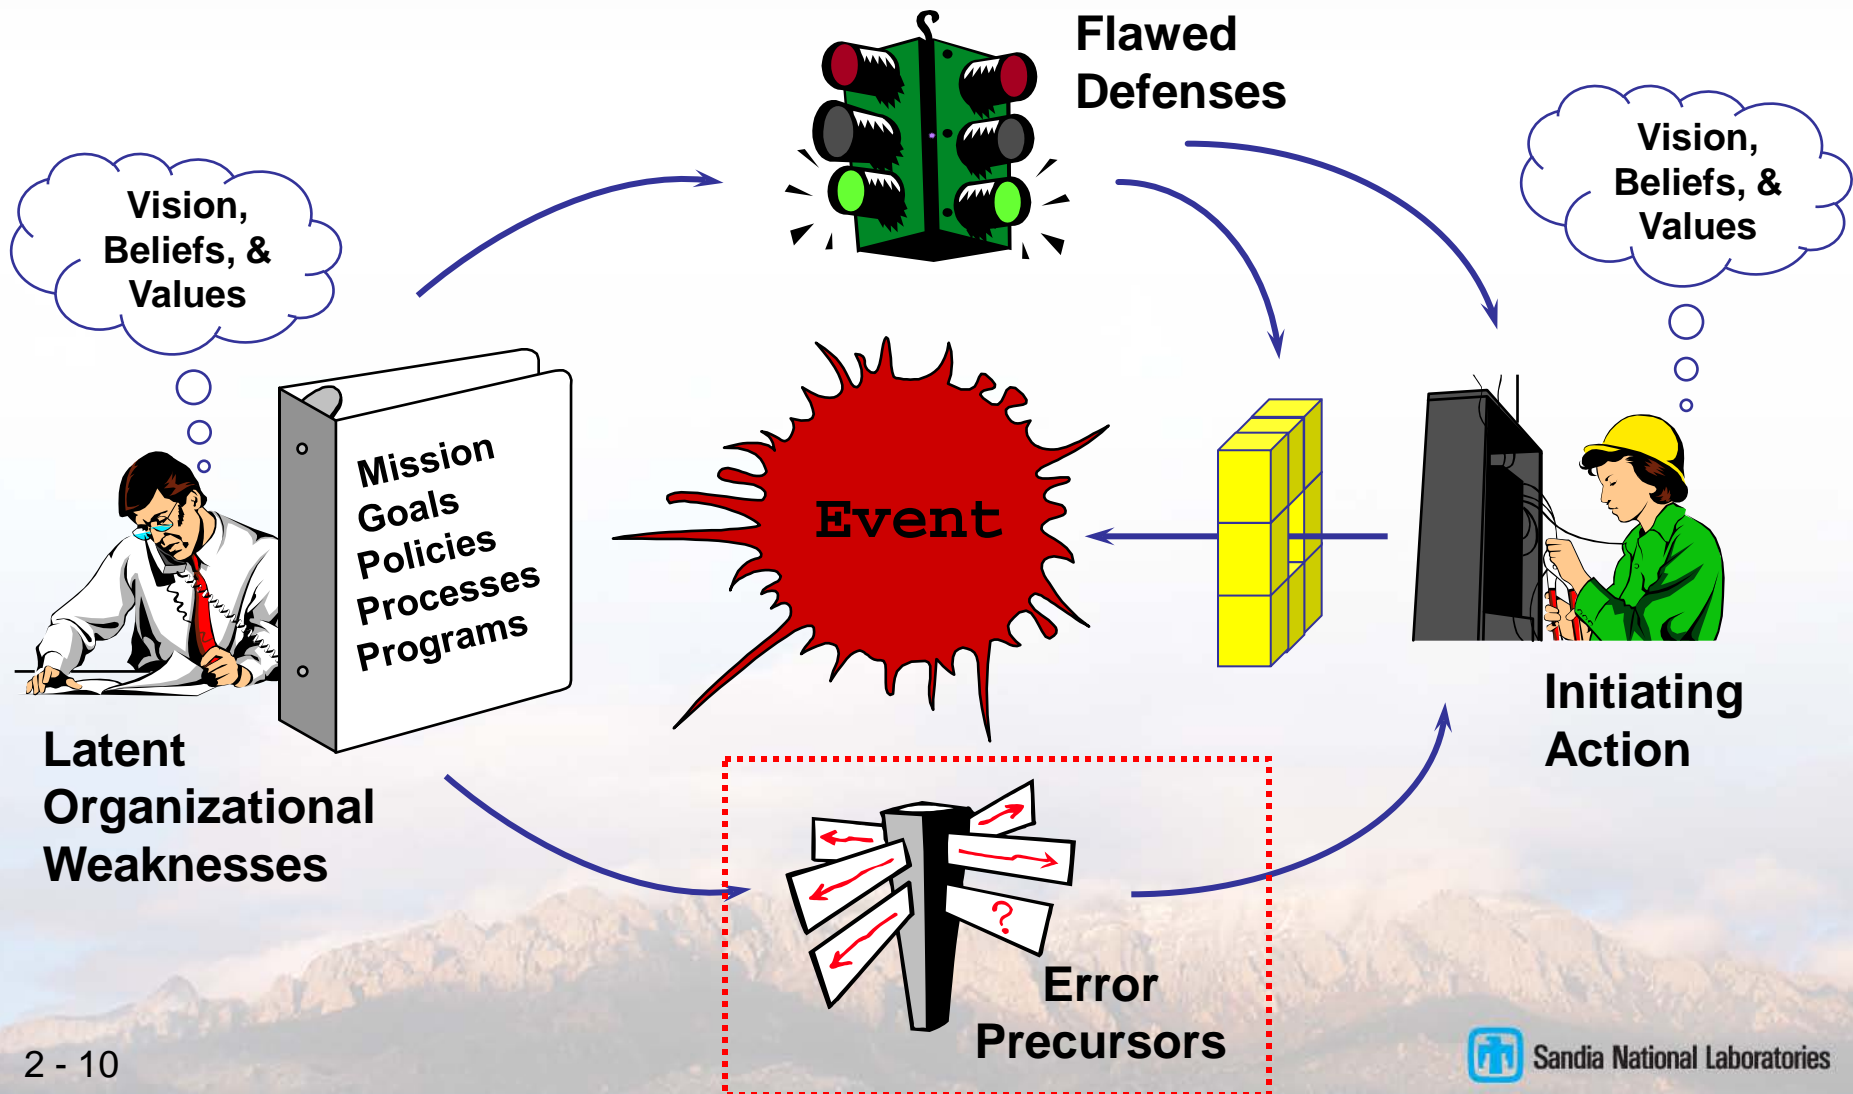 Flawed
Defenses
Vision,
Beliefs, &
Values
Vision,
Beliefs, &
Values
Mission
Goals
Policies
Processes
Programs
Event
Latent
Organizational
Weaknesses
Initiating
Action
?
Error
Precursors
2 - 10
Sandia National Laboratories